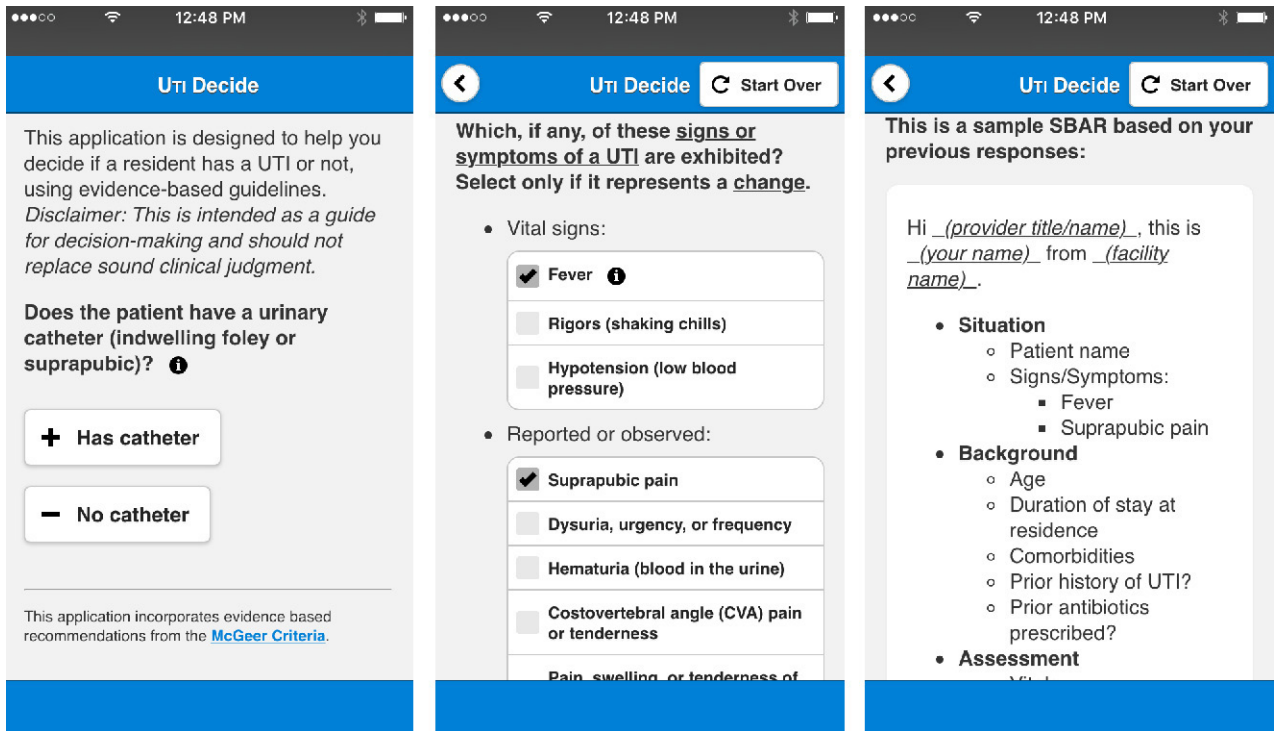 12:48 PM
UTI Decide
This application is designed to help you
decide if a resident has a UTI or not,
using evidence-based guidelines.
Disclaimer: This is intended as a guide
for decision-making and should not
replace sound clinical judgment.
Does the patient have a urinary
catheter (indwelling foley or
suprapubic)?
Has catheter
No catheter
This application incorporates evidence based
recommendations from the McGeer Criteria.
12:48 PM
UTI Decide
Start Over
Which, if any, of these signs or
symptoms of a UTI are exhibited?
Select only if it represents a change.
• Vital signs:
Fever
Rigors (shaking chills)
Hypotension (low blood
pressure)
• Reported or observed:
Suprapubic pain
Dysuria, urgency, or frequency
Hematuria (blood in the urine)
Costovertebral angle (CVA) pain
or tenderness
Pain, swelling, or tenderness of
12:48 PM
UTI Decide
Start Over
This is a sample SBAR based on your
previous responses:
Hi _(provider title/name)_, this is
_(your name)_ from _(facility
name)_.
• Situation
◦ Patient name
◦ Signs/Symptoms:
▪ Fever
▪ Suprapubic pain
• Background
◦ Age
◦ Duration of stay at
residence
◦ Comorbidities
◦ Prior history of UTI?
◦ Prior antibiotics
prescribed?
• Assessment